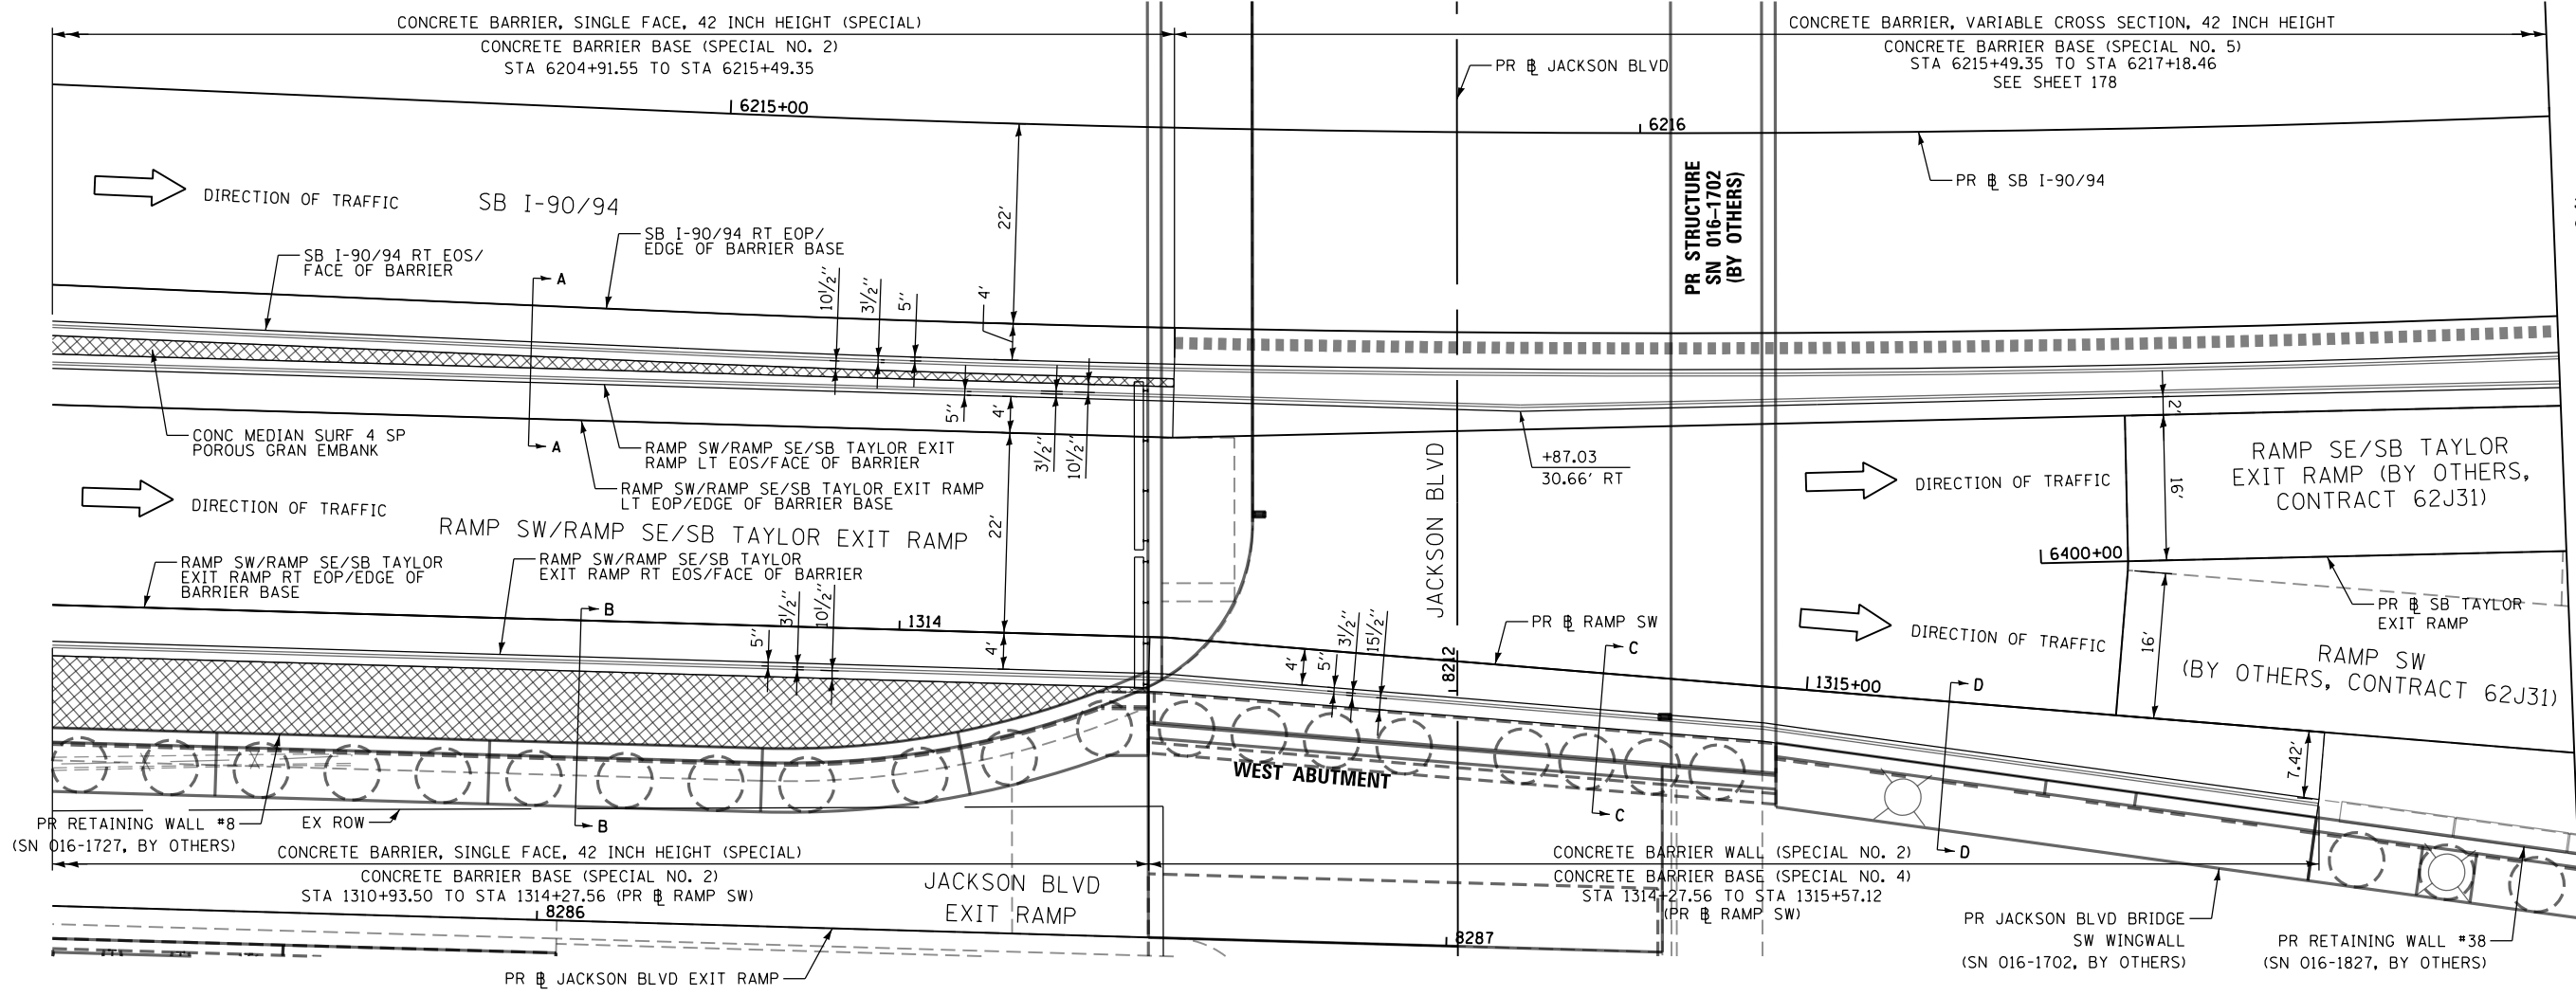 CONCRETE BARRIER, SINGLE FACE, 42 INCH HEIGHT (SPECIAL)
CONCRETE BARRIER BASE (SPECIAL NO. 2)
STA 6204+91.55 TO STA 6215+49.35
CONCRETE BARRIER, VARIABLE CROSS SECTION, 42 INCH HEIGHT
CONCRETE BARRIER BASE (SPECIAL NO. 5)
STA 6215+49.35 TO STA 6217+18.46
SEE SHEET 178
PR BL JACKSON BLVD
6215+00
6216
PR STRUCTURE
SN 016-1702
(BY OTHERS)
PR BL SB I-90/94
DIRECTION OF TRAFFIC
SB I-90/94
22'
SB I-90/94 RT EOP/
EDGE OF BARRIER BASE
SB I-90/94 RT EOS/
FACE OF BARRIER
A
10½"
3½"
5"
4'
CONC MEDIAN SURF 4 SP
POROUS GRAN EMBANK
A
RAMP SW/RAMP SE/SB TAYLOR EXIT
RAMP LT EOS/FACE OF BARRIER
5"
4'
3½"
10½"
RAMP SW/RAMP SE/SB TAYLOR EXIT RAMP
LT EOP/EDGE OF BARRIER BASE
+87.03
30.66' RT
JACKSON BLVD
2'
16'
DIRECTION OF TRAFFIC
RAMP SE/SB TAYLOR
EXIT RAMP (BY OTHERS,
CONTRACT 62J31)
DIRECTION OF TRAFFIC
RAMP SW/RAMP SE/SB TAYLOR EXIT RAMP
22'
RAMP SW/RAMP SE/SB TAYLOR
EXIT RAMP RT EOP/EDGE OF
BARRIER BASE
RAMP SW/RAMP SE/SB TAYLOR
EXIT RAMP RT EOS/FACE OF BARRIER
6400+00
PR BL SB TAYLOR
EXIT RAMP
B
5"
3½"
10½"
1314
4'
4'
5"
3½"
15½"
8212
PR BL RAMP SW
C
DIRECTION OF TRAFFIC
16'
RAMP SW
(BY OTHERS, CONTRACT 62J31)
1315+00
D
7.42'
WEST ABUTMENT
PR RETAINING WALL #8
(SN 016-1727, BY OTHERS)
EX ROW
B
C
D
CONCRETE BARRIER, SINGLE FACE, 42 INCH HEIGHT (SPECIAL)
CONCRETE BARRIER BASE (SPECIAL NO. 2)
STA 1310+93.50 TO STA 1314+27.56 (PR BL RAMP SW)
CONCRETE BARRIER WALL (SPECIAL NO. 2)
CONCRETE BARRIER BASE (SPECIAL NO. 4)
STA 1314+27.56 TO STA 1315+57.12
(PR BL RAMP SW)
JACKSON BLVD
EXIT RAMP
8286
8287
PR BL JACKSON BLVD EXIT RAMP
PR JACKSON BLVD BRIDGE
SW WINGWALL
(SN 016-1702, BY OTHERS)
PR RETAINING WALL #38
(SN 016-1827, BY OTHERS)